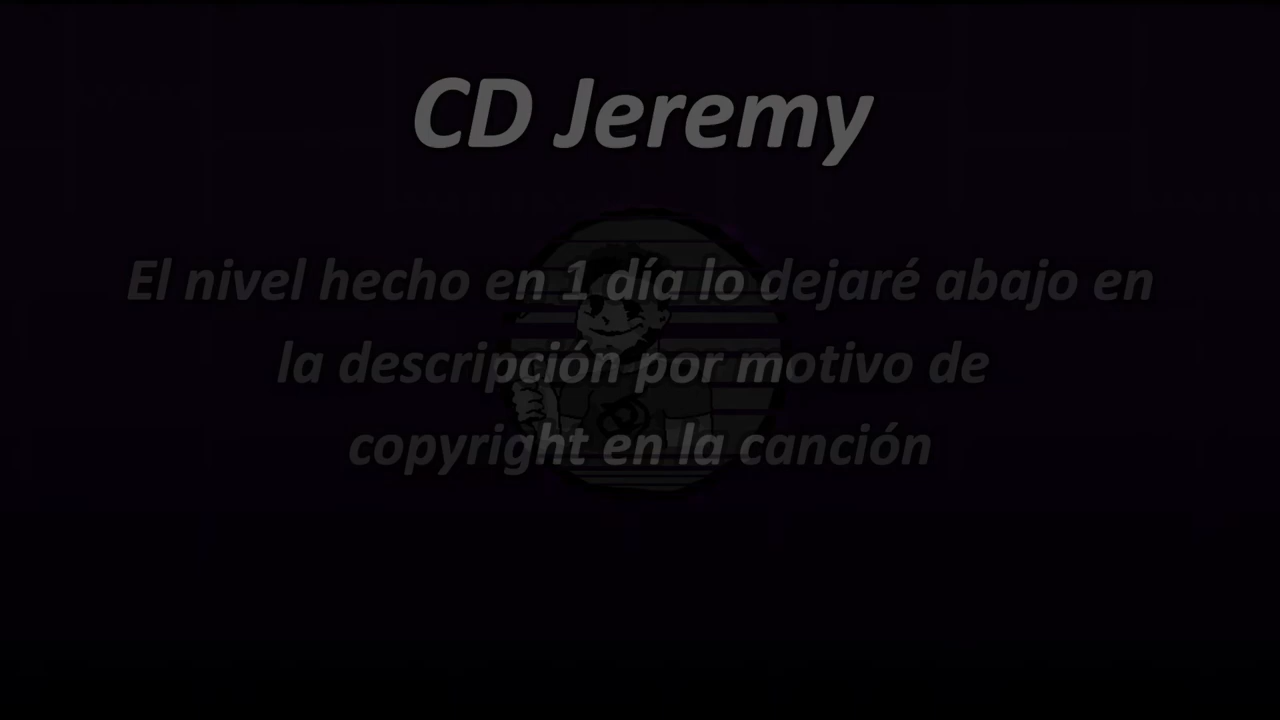 CD Jeremy
El nivel hecho en 1 día lo dejaré abajo en
la descripción por motivo de
copyright en la canción